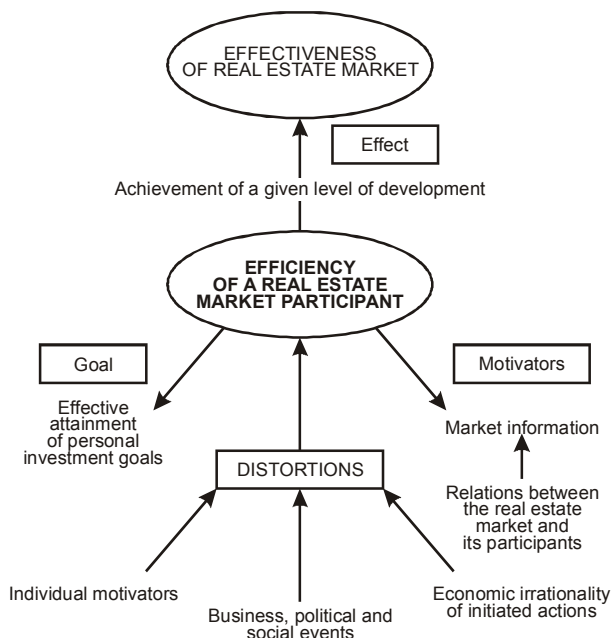 EFFECTIVENESS
OF REAL ESTATE MARKET
Effect
Achievement of a given level of development
EFFICIENCY
OF A REAL ESTATE
MARKET PARTICIPANT
Goal
Motivators
Effective
attainment
of personal
investment goals
Market information
DISTORTIONS
Relations between
the real estate
market and
its participants
Individual motivators
Business, political and
social events
Economic irrationality
of initiated actions